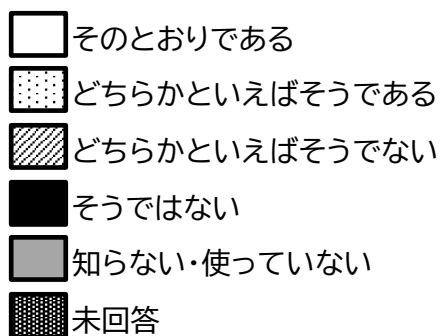 そのとおりである
どちらかといえばそうである
どちらかといえばそうでない
そうではない
知らない・使っていない
未回答